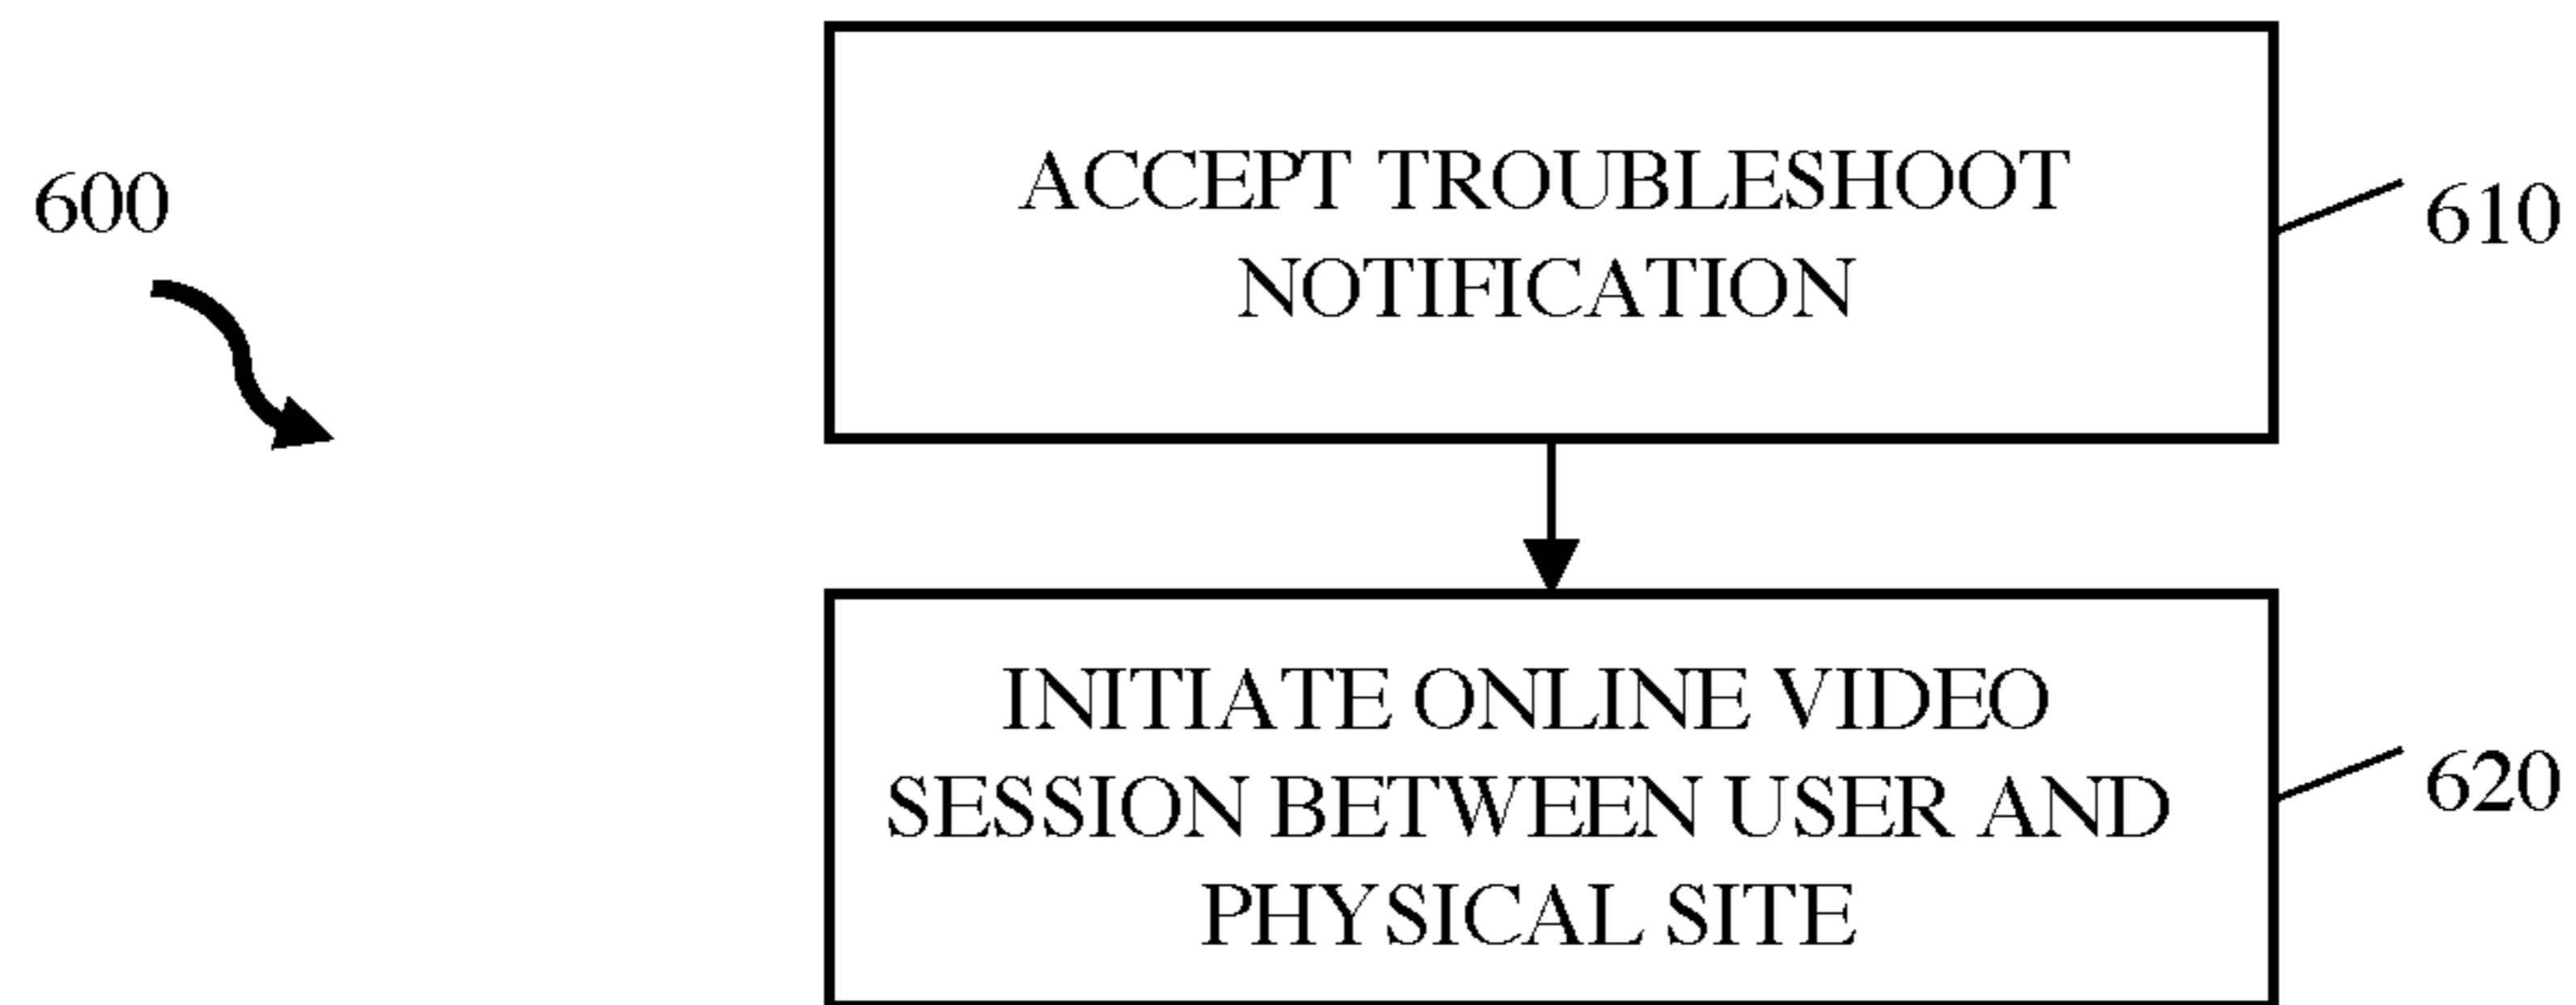 600
ACCEPT TROUBLESHOOT
NOTIFICATION
610
INITIATE ONLINE VIDEO
SESSION BETWEEN USER AND
PHYSICAL SITE
620